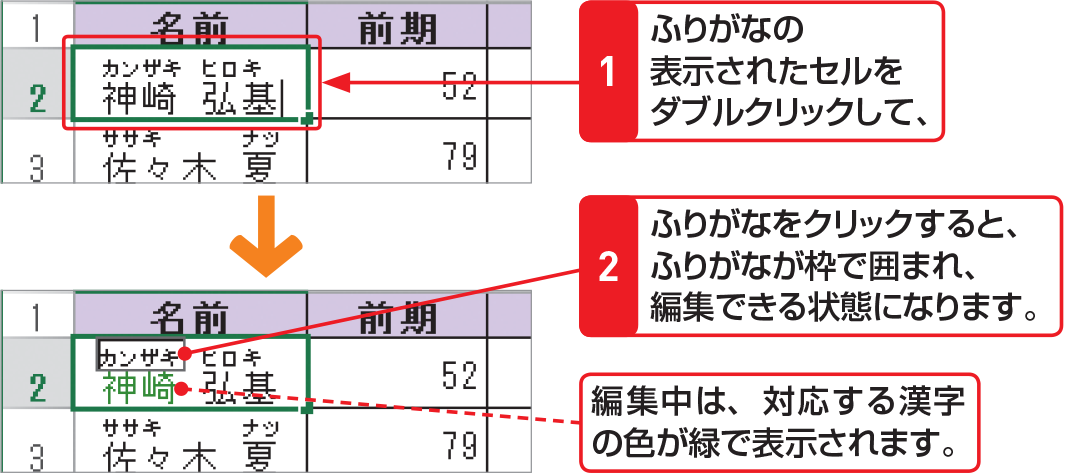 1 名前 前期
カンザキ ヒロキ
2 神崎 弘基 52
ササキ ナツ
3 佐々木 夏 79
1
ふりがなの
表示されたセルを
ダブルクリックして、
2
ふりがなをクリックすると、
ふりがなが枠で囲まれ、
編集できる状態になります。
1 名前 前期
カンザキ ヒロキ
2 神崎 弘基 52
ササキ ナツ
3 佐々木 夏 79
編集中は、対応する漢字
の色が緑で表示されます。